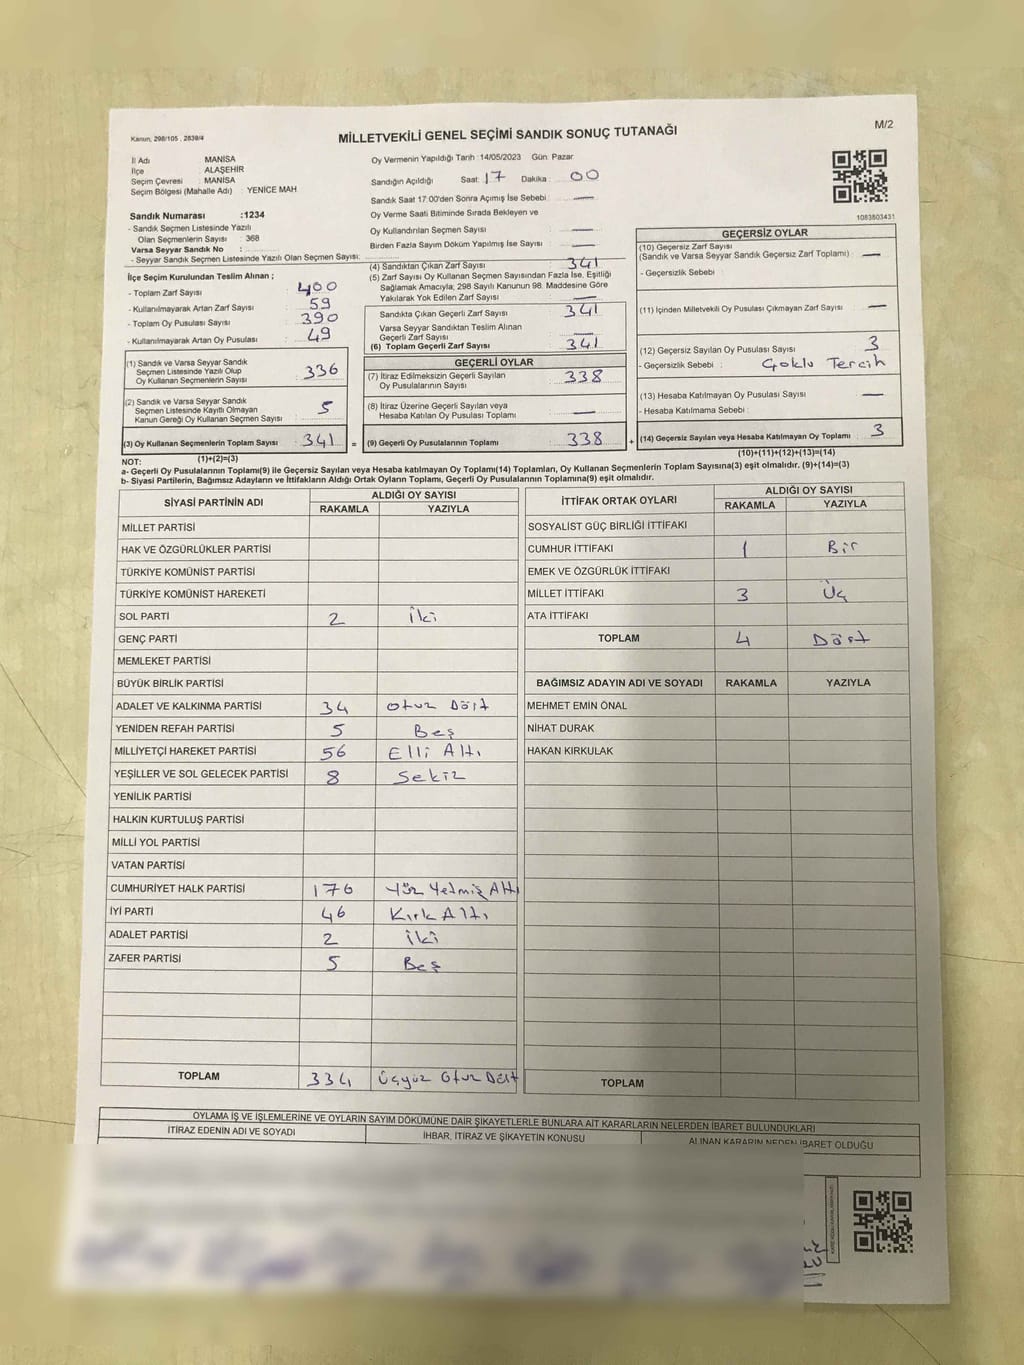 Kanun, 298/105 , 2839/4
MİLLETVEKİLİ GENEL SEÇİMİ SANDIK SONUÇ TUTANAĞI
M/2
İl Adı MANİSA
İlçe ALAŞEHİR
Seçim Çevresi : MANİSA
Seçim Bölgesi (Mahalle Adı) : YENİCE MAH
Sandık Numarası :1234
- Sandık Seçmen Listesinde Yazılı
Olan Seçmenlerin Sayısı : 368
Varsa Seyyar Sandık No :
- Seyyar Sandık Seçmen Listesinde Yazılı Olan Seçmen Sayısı:
Oy Vermenin Yapıldığı Tarih :14/05/2023 Gün: Pazar
Sandığın Açıldığı Saat: 17 Dakika : 00
Sandık Saat 17:00'den Sonra Açımış İse Sebebi : —
Oy Verme Saati Bitiminde Sırada Bekleyen ve
Oy Kullandırılan Seçmen Sayısı —
Birden Fazla Sayım Döküm Yapılmış İse Sayısı : —
1083803431
İlçe Seçim Kurulundan Teslim Alınan ;
- Toplam Zarf Sayısı 400
- Kullanılmayarak Artan Zarf Sayısı 59
- Toplam Oy Pusulası Sayısı 390
- Kullanılmayarak Artan Oy Pusulası 49
(1) Sandık ve Varsa Seyyar Sandık
Seçmen Listesinde Yazılı Olup
Oy Kullanan Seçmenlerin Sayısı 336
(2) Sandık ve Varsa Seyyar Sandık
Seçmen Listesinde Kayıtlı Olmayan
Kanun Gereği Oy Kullanan Seçmen Sayısı 5
(3) Oy Kullanan Seçmenlerin Toplam Sayısı 341 =
(1)+(2)=(3)
(4) Sandıktan Çıkan Zarf Sayısı 341
(5) Zarf Sayısı Oy Kullanan Seçmen Sayısından Fazla İse, Eşitliği
Sağlamak Amacıyla; 298 Sayılı Kanunun 98. Maddesine Göre
Yakılarak Yok Edilen Zarf Sayısı —
Sandıkta Çıkan Geçerli Zarf Sayısı 341
Varsa Seyyar Sandıktan Teslim Alınan
Geçerli Zarf Sayısı
(6) Toplam Geçerli Zarf Sayısı 341
GEÇERLİ OYLAR
(7) İtiraz Edilmeksizin Geçerli Sayılan
Oy Pusulalarının Sayısı 338
(8) İtiraz Üzerine Geçerli Sayılan veya
Hesaba Katılan Oy Pusulası Toplamı —
(9) Geçerli Oy Pusulalarının Toplamı 338 +
GEÇERSİZ OYLAR
(10) Geçersiz Zarf Sayısı
(Sandık ve Varsa Seyyar Sandık Geçersiz Zarf Toplamı) —
- Geçersizlik Sebebi :
(11) İçinden Milletvekili Oy Pusulası Çıkmayan Zarf Sayısı —
(12) Geçersiz Sayılan Oy Pusulası Sayısı 3
- Geçersizlik Sebebi : Çoklu Tercih
(13) Hesaba Katılmayan Oy Pusulası Sayısı —
- Hesaba Katılmama Sebebi :
(14) Geçersiz Sayılan veya Hesaba Katılmayan Oy Toplamı 3
(10)+(11)+(12)+(13)=(14)
NOT:
a- Geçerli Oy Pusulalarının Toplamı(9) ile Geçersiz Sayılan veya Hesaba katılmayan Oy Toplamı(14) Toplamları, Oy Kullanan Seçmenlerin Toplam Sayısına(3) eşit olmalıdır. (9)+(14)=(3)
b- Siyasi Partilerin, Bağımsız Adayların ve İttifakların Aldığı Ortak Oyların Toplamı, Geçerli Oy Pusulalarının Toplamına(9) eşit olmalıdır.
SİYASİ PARTİNİN ADI ALDIĞI OY SAYISI
RAKAMLA YAZIYLA
MİLLET PARTİSİ
HAK VE ÖZGÜRLÜKLER PARTİSİ
TÜRKİYE KOMÜNİST PARTİSİ
TÜRKİYE KOMÜNİST HAREKETİ
SOL PARTİ 2 İki
GENÇ PARTİ
MEMLEKET PARTİSİ
BÜYÜK BİRLİK PARTİSİ
ADALET VE KALKINMA PARTİSİ 34 Otuz Dört
YENİDEN REFAH PARTİSİ 5 Beş
MİLLİYETÇİ HAREKET PARTİSİ 56 Elli Altı
YEŞİLLER VE SOL GELECEK PARTİSİ 8 Sekiz
YENİLİK PARTİSİ
HALKIN KURTULUŞ PARTİSİ
MİLLİ YOL PARTİSİ
VATAN PARTİSİ
CUMHURİYET HALK PARTİSİ 176 Yüz Yetmiş Altı
İYİ PARTİ 46 Kırk Altı
ADALET PARTİSİ 2 İki
ZAFER PARTİSİ 5 Beş
TOPLAM 334 Üçyüz Otuz Dört
İTTİFAK ORTAK OYLARI ALDIĞI OY SAYISI
RAKAMLA YAZIYLA
SOSYALİST GÜÇ BİRLİĞİ İTTİFAKI
CUMHUR İTTİFAKI 1 Bir
EMEK VE ÖZGÜRLÜK İTTİFAKI
MİLLET İTTİFAKI 3 Üç
ATA İTTİFAKI
TOPLAM 4 Dört
BAĞIMSIZ ADAYIN ADI VE SOYADI RAKAMLA YAZIYLA
MEHMET EMİN ÖNAL
NİHAT DURAK
HAKAN KIRKULAK
TOPLAM
OYLAMA İŞ VE İŞLEMLERİNE VE OYLARIN SAYIM DÖKÜMÜNE DAİR ŞİKAYETLERLE BUNLARA AİT KARARLARIN NELERDEN İBARET BULUNDUKLARI
İTİRAZ EDENİN ADI VE SOYADI İHBAR, İTİRAZ VE ŞİKAYETİN KONUSU ALINAN KARARIN NEDEN İBARET OLDUĞU